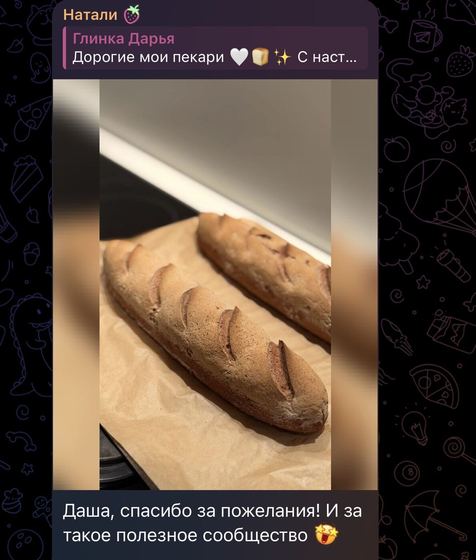 Натали 🍓
Глинка Дарья
Дорогие мои пекари 🤍🍞✨ С наст...
Даша, спасибо за пожелания! И за
такое полезное сообщество 🤩